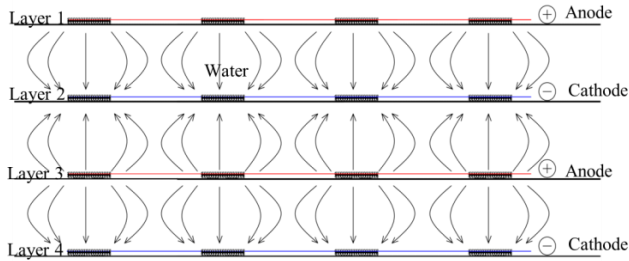 Layer 1 + Anode
Water
Layer 2 − Cathode
Layer 3 + Anode
Layer 4 − Cathode